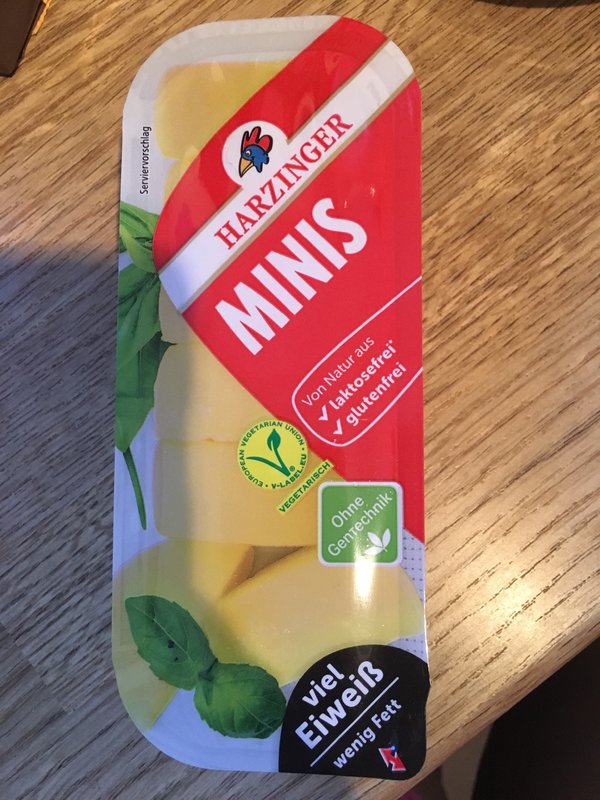 Serviervorschlag
HARZINGER
MINIS
Von Natur aus
✓ laktosefrei*
✓ glutenfrei
EUROPEAN VEGETARIAN UNION
V-LABEL.EU
VEGETARISCH
Ohne
GenTechnik
viel
Eiweiß
wenig Fett